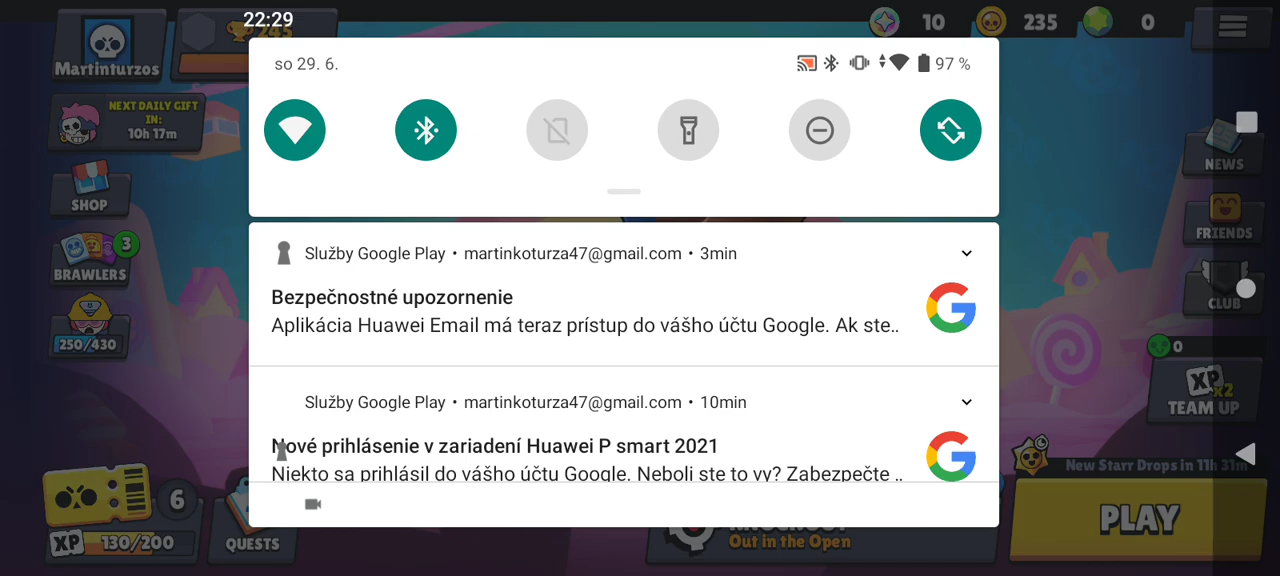 22:29
10
235
0
Martinturzos
245
so 29. 6.
97 %
NEXT DAILY GIFT
IN:
10h 17m
SHOP
3
BRAWLERS
250/430
NEWS
FRIENDS
CLUB
Služby Google Play • martinkoturza47@gmail.com • 3min
Bezpečnostné upozornenie
Aplikácia Huawei Email má teraz prístup do vášho účtu Google. Ak ste..
Služby Google Play • martinkoturza47@gmail.com • 10min
Nové prihlásenie v zariadení Huawei P smart 2021
Niekto sa prihlásil do vášho účtu Google. Neboli ste to vy? Zabezpečte ..
0
XP x2
TEAM UP
New Starr Drops in 11h 31m
6
XP 130/200
QUESTS
KNOCKOUT
Out in the Open
PLAY